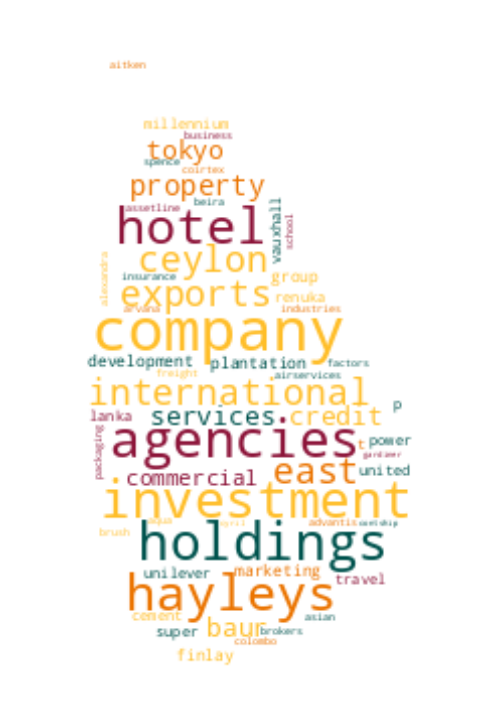 aitken
millennium
business
tokyo
spence
coirtex
property
beira
assetline
hotel
vauxhall
school
ceylon
alexandra
insurance
group
exports
renuka
arvana
industries
company
development plantation factors
freight
airservices
international
p
lanka services credit
packaging
agencies
t power
gardiner
east united
commercial
investment
aqua
advantis
brush
holdings
unilever marketing
travel
hayleys
cement
asian
super baur brokers
colombo
finlay